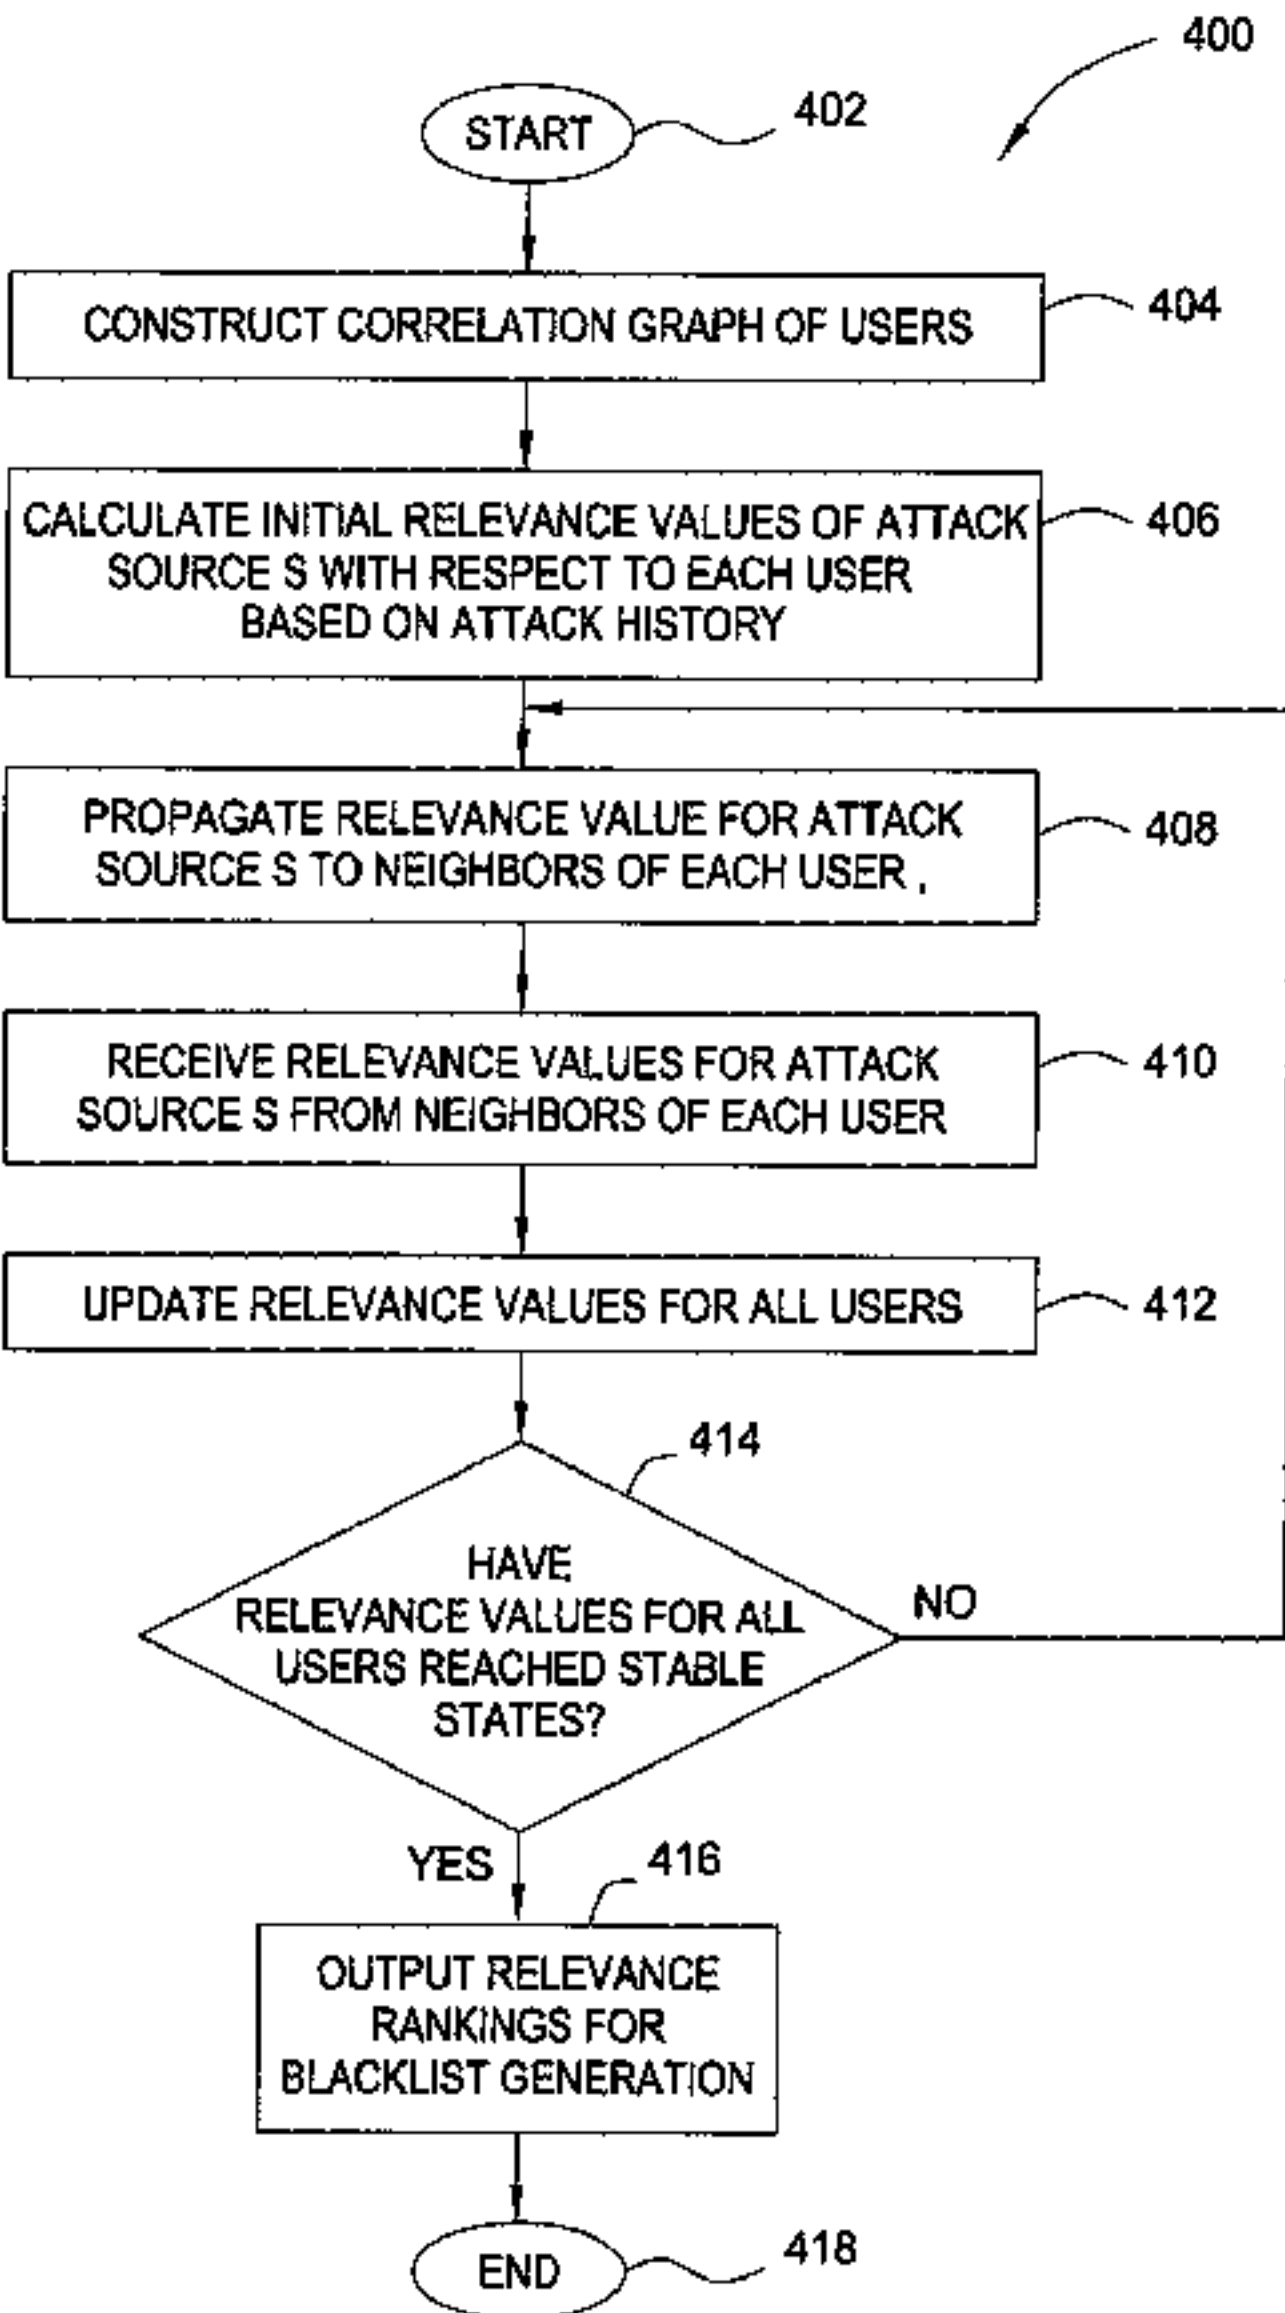 400
START
402
CONSTRUCT CORRELATION GRAPH OF USERS
404
CALCULATE INITIAL RELEVANCE VALUES OF ATTACK
SOURCE S WITH RESPECT TO EACH USER
BASED ON ATTACK HISTORY
406
PROPAGATE RELEVANCE VALUE FOR ATTACK
SOURCE S TO NEIGHBORS OF EACH USER .
408
RECEIVE RELEVANCE VALUES FOR ATTACK
SOURCE S FROM NEIGHBORS OF EACH USER
410
UPDATE RELEVANCE VALUES FOR ALL USERS
412
414
HAVE
RELEVANCE VALUES FOR ALL
USERS REACHED STABLE
STATES?
NO
YES
416
OUTPUT RELEVANCE
RANKINGS FOR
BLACKLIST GENERATION
END
418